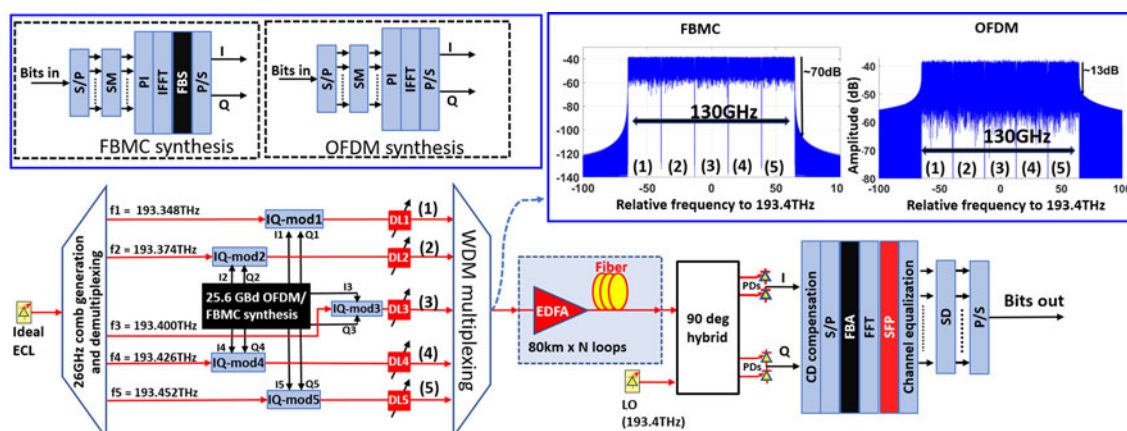 Bits in
S/P
SM
PI
IFFT
FBS
P/S
I
Q
FBMC synthesis
Bits in
S/P
SM
PI
IFFT
P/S
I
Q
OFDM synthesis
FBMC
-40
-60
-80
-100
-120
-140
~70dB
130GHz
(1) (2) (3) (4) (5)
-100 -50 0 50 10
Relative frequency to 193.4THz
OFDM
Amplitude (dB)
-40
-50
-60
-70
-80
~13dB
130GHz
(1) (2) (3) (4) (5)
-100 -50 0 50 100
Relative frequency to 193.4THz
Ideal
ECL
26GHz comb generation
and demultiplexing
f1 = 193.348THz
f2 = 193.374THz
f3 = 193.400THz
f4 = 193.426THz
f5 = 193.452THz
IQ-mod1
I1 Q1
IQ-mod2
I2 Q2
25.6 GBd OFDM/
FBMC synthesis
I3
IQ-mod3
Q3
I4 Q4
IQ-mod4
I5 Q5
IQ-mod5
DL1
(1)
DL2
(2)
DL3
(3)
DL4
(4)
DL5
(5)
WDM multiplexing
Fiber
EDFA
80km x N loops
90 deg
hybrid
LO
(193.4THz)
PDs
I
Q
PDs
CD compensation
S/P
FBA
FFT
SFP
Channel equalization
SD
P/S
Bits out